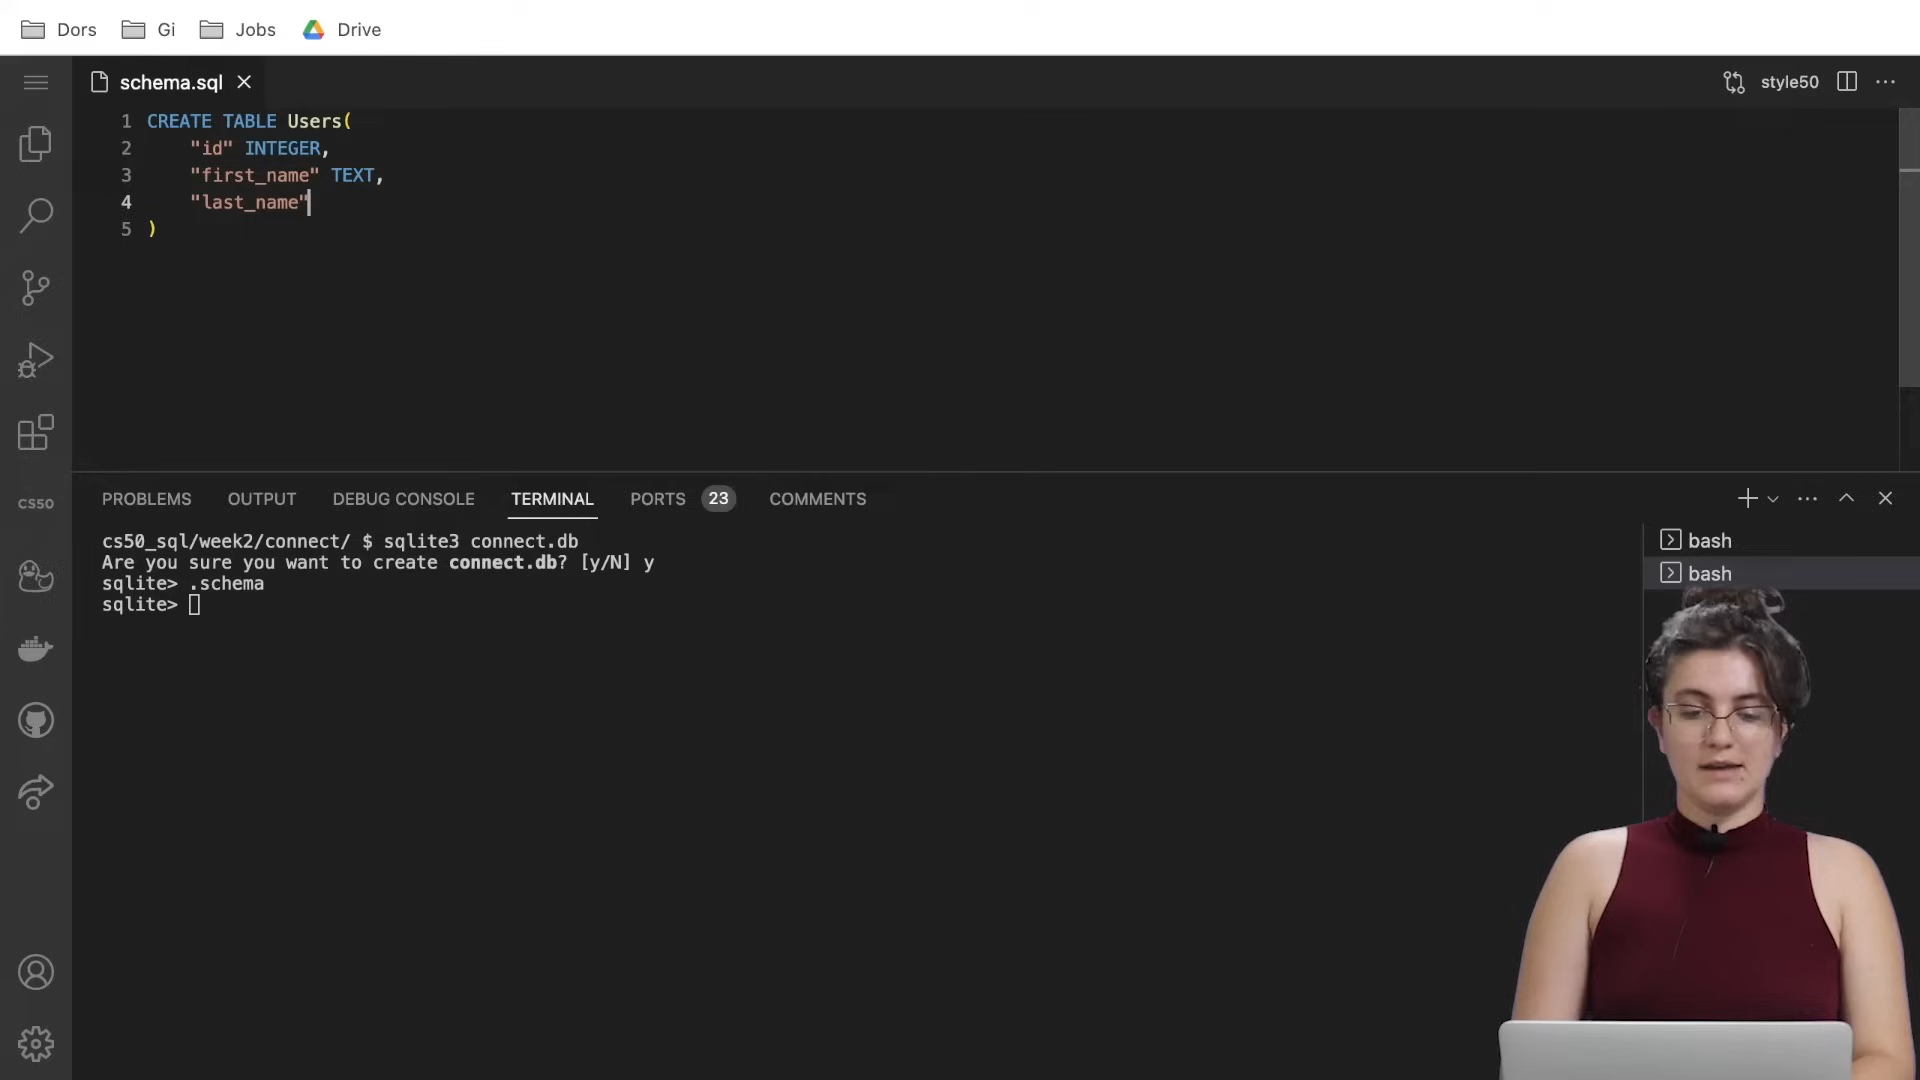 Dors Gi Jobs Drive
schema.sql style50
1 CREATE TABLE Users(
2 "id" INTEGER,
3 "first_name" TEXT,
4 "last_name"
5 )
CS50
PROBLEMS OUTPUT DEBUG CONSOLE TERMINAL PORTS 23 COMMENTS
cs50_sql/week2/connect/ $ sqlite3 connect.db
Are you sure you want to create connect.db? [y/N] y
sqlite> .schema
sqlite>
bash
bash